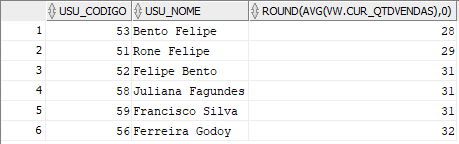 USU_CODIGO USU_NOME ROUND(AVG(VW.CUR_QTDVENDAS),0)
1 53 Bento Felipe 28
2 51 Rone Felipe 29
3 52 Felipe Bento 31
4 58 Juliana Fagundes 31
5 59 Francisco Silva 31
6 56 Ferreira Godoy 32